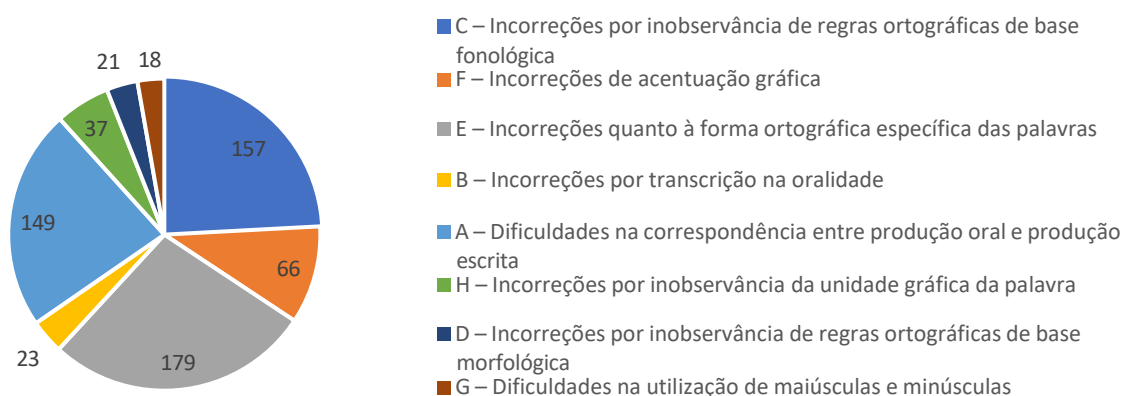 C – Incorreções por inobservância de regras ortográficas de base
fonológica
F – Incorreções de acentuação gráfica
E – Incorreções quanto à forma ortográfica específica das palavras
B – Incorreções por transcrição na oralidade
A – Dificuldades na correspondência entre produção oral e produção
escrita
H – Incorreções por inobservância da unidade gráfica da palavra
D – Incorreções por inobservância de regras ortográficas de base
morfológica
G – Dificuldades na utilização de maiúsculas e minúsculas
157
66
179
23
149
37
21
18